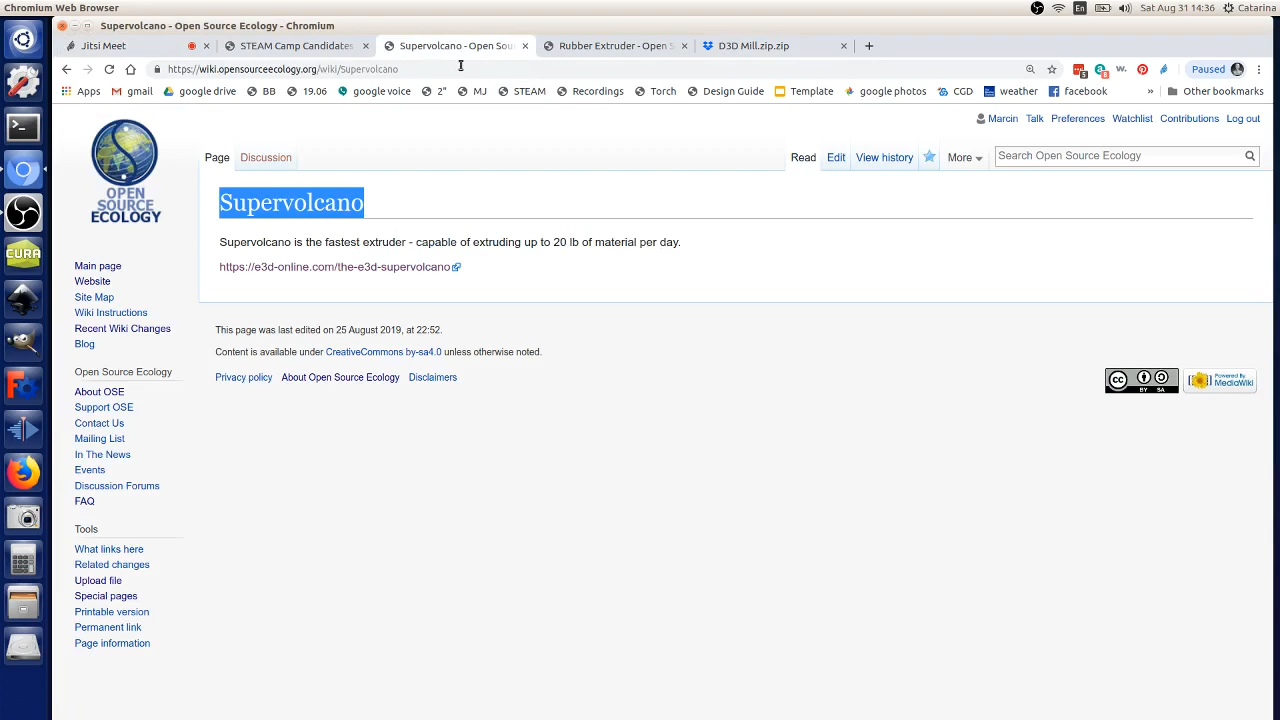 Chromium Web Browser
En
Sat Aug 31 14:36
Catarina
Supervolcano - Open Source Ecology - Chromium
Jitsi Meet
STEAM Camp Candidates
Supervolcano - Open Sou
Rubber Extruder - Open S
D3D Mill.zip.zip
https://wiki.opensourceecology.org/wiki/Supervolcano
Paused
Apps
gmail
google drive
BB
19.06
google voice
2"
MJ
STEAM
Recordings
Torch
Design Guide
Template
google photos
CGD
weather
facebook
»
Other bookmarks
Marcin
Talk
Preferences
Watchlist
Contributions
Log out
Page
Discussion
Read
Edit
View history
More
Search Open Source Ecology
OPEN
SOURCE
ECOLOGY
CURA
Supervolcano
Supervolcano is the fastest extruder - capable of extruding up to 20 lb of material per day.
https://e3d-online.com/the-e3d-supervolcano
This page was last edited on 25 August 2019, at 22:52.
Content is available under CreativeCommons by-sa4.0 unless otherwise noted.
Privacy policy
About Open Source Ecology
Disclaimers
cc
BY SA
Powered By
MediaWiki
Main page
Website
Site Map
Wiki Instructions
Recent Wiki Changes
Blog
Open Source Ecology
About OSE
Support OSE
Contact Us
Mailing List
In The News
Events
Discussion Forums
FAQ
Tools
What links here
Related changes
Upload file
Special pages
Printable version
Permanent link
Page information